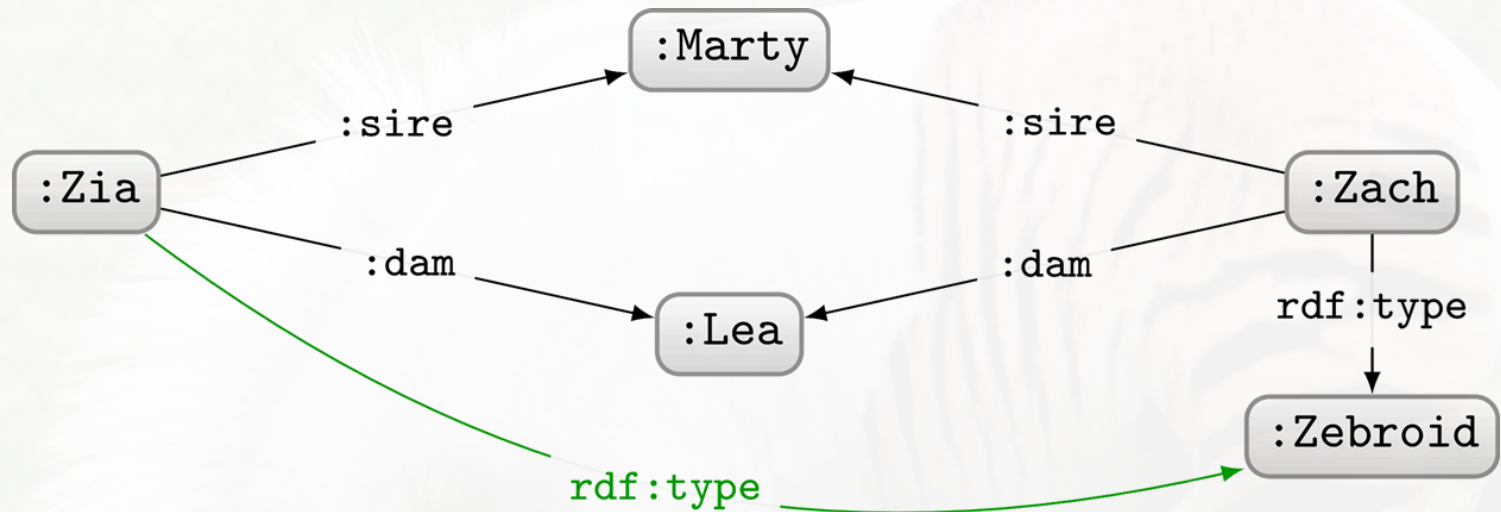 :Marty
:sire
:sire
:Zia
:Zach
:dam
:dam
rdf:type
:Lea
:Zebroid
rdf:type